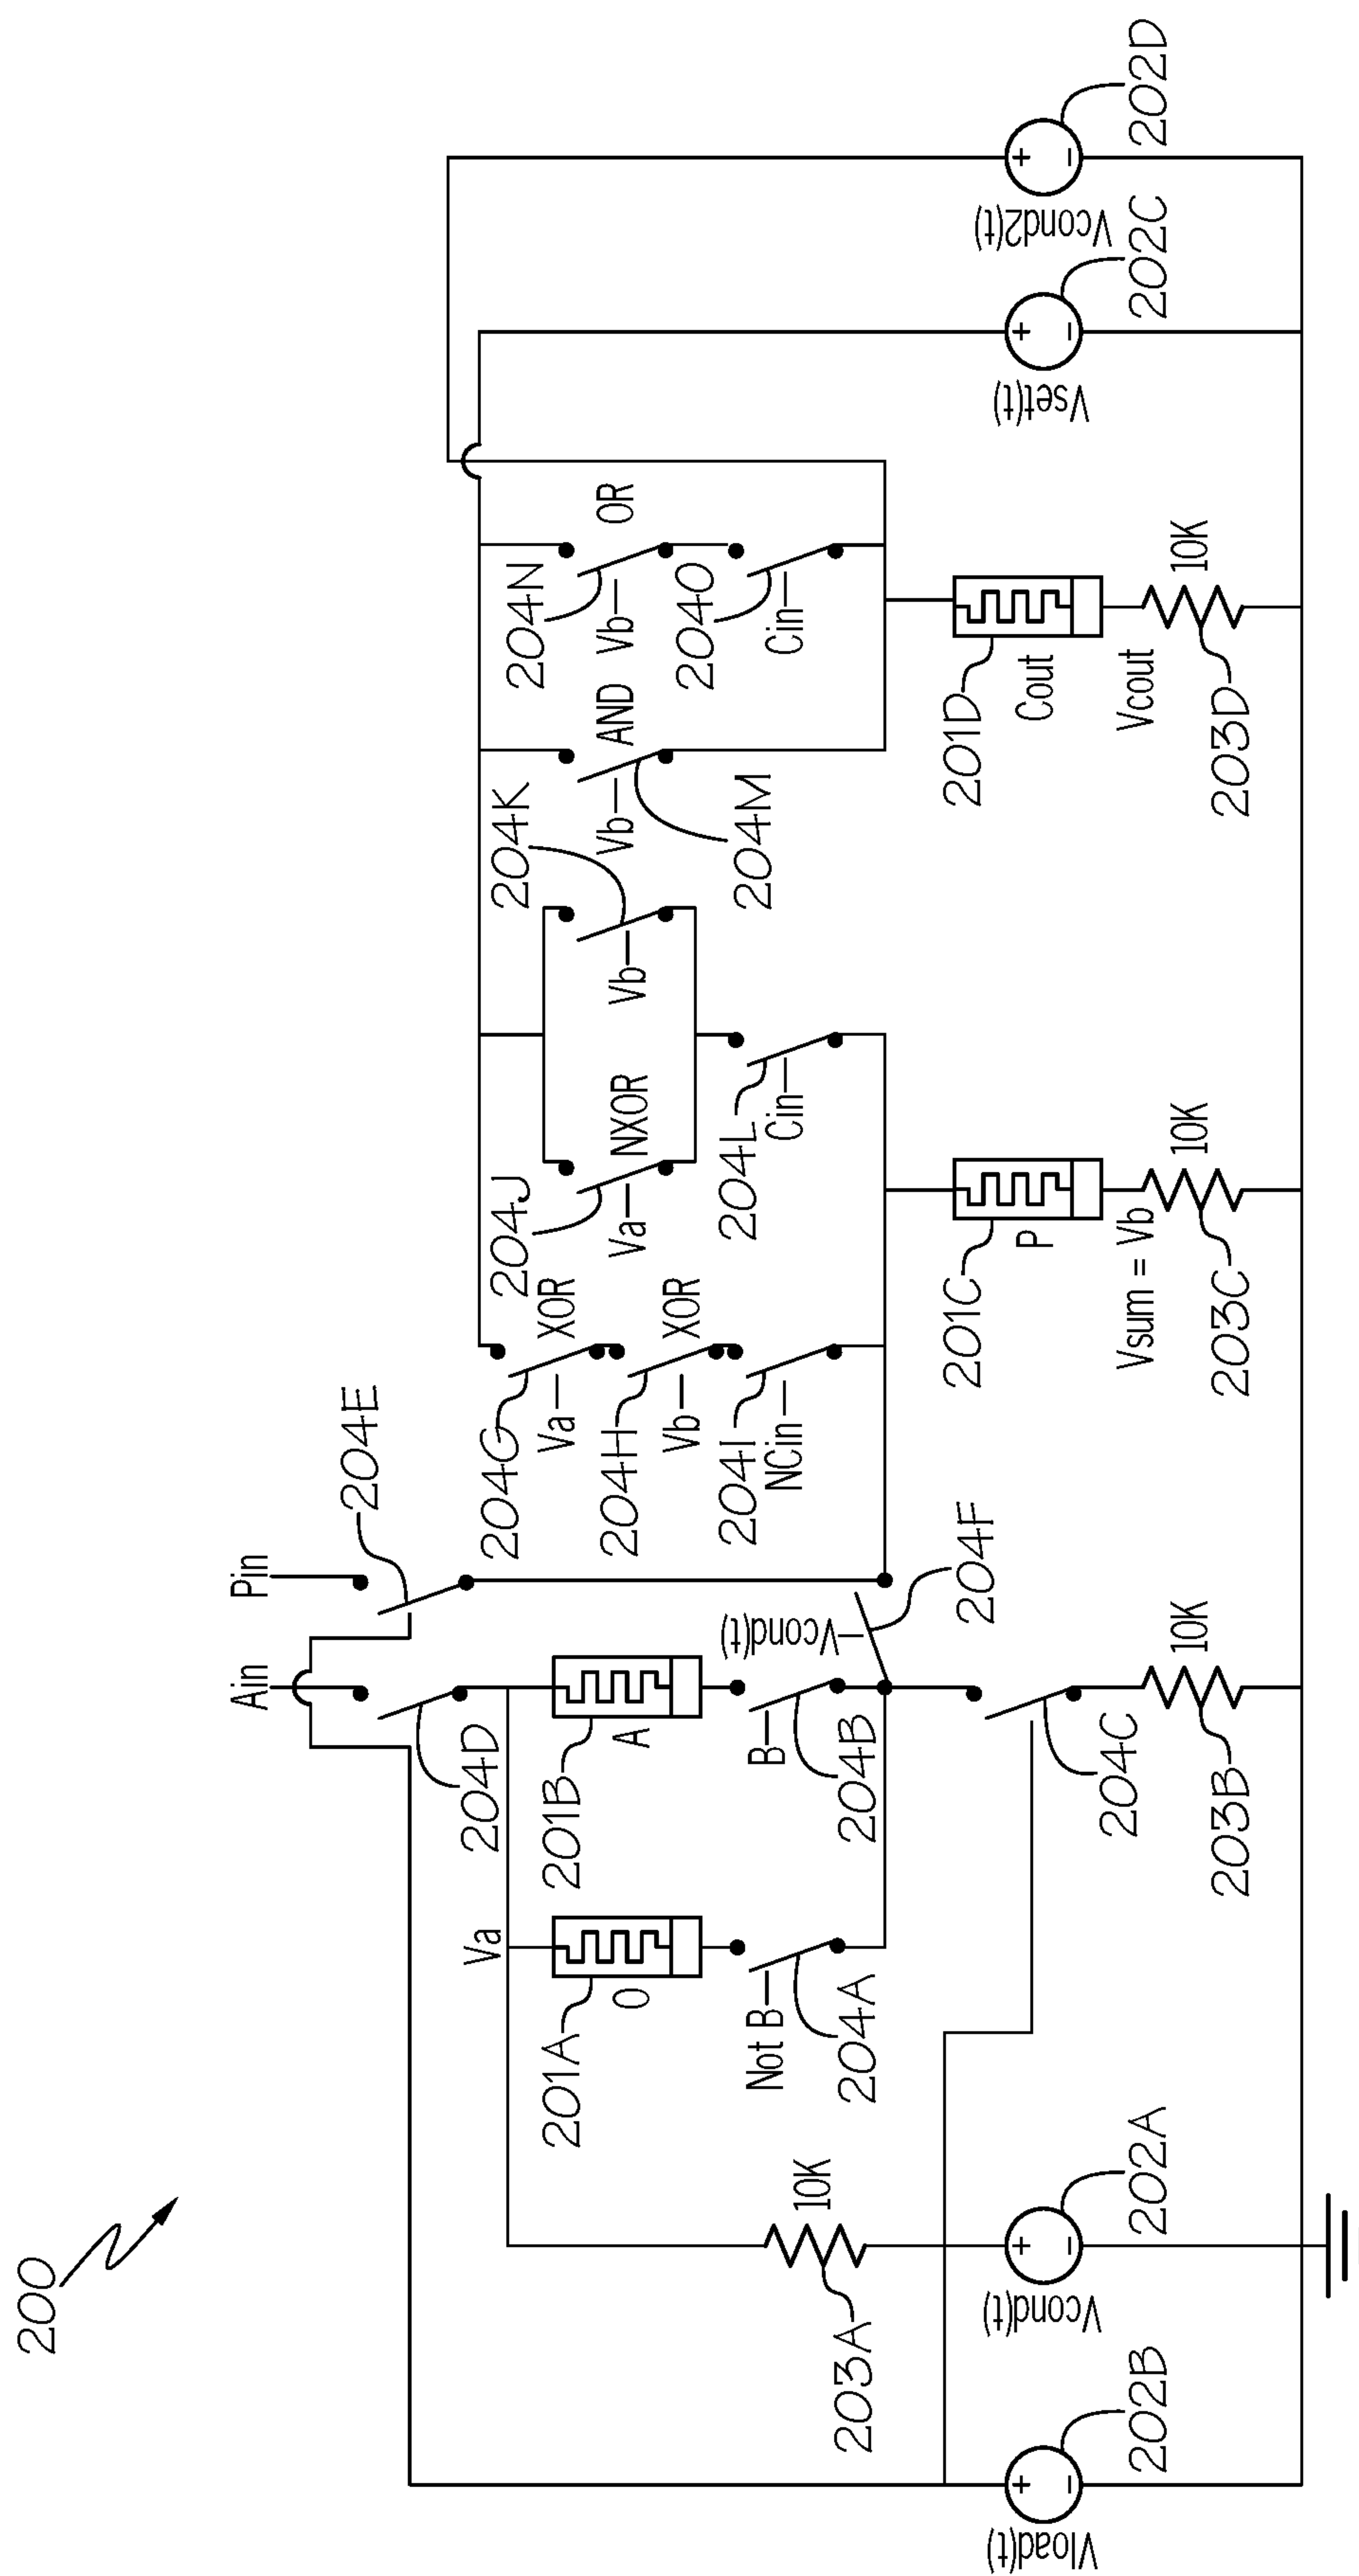 200
Ain
Pin
204E
204D
Va
201A
O
201B
A
Not B
204A
B
204B
Vcond(t)
204F
204C
203A
10K
Vload(t)
202B
Vcond(t)
202A
203B
10K
204G
Va
XOR
204H
Vb
XOR
204I
NCin
204J
Va
NXOR
204K
Vb
204L
Cin
204M
Vb
AND
204N
Vb
OR
204O
Cin
201C
P
Vsum = Vb
203C
10K
201D
Cout
Vcout
203D
10K
Vset(t)
202C
Vcond2(t)
202D